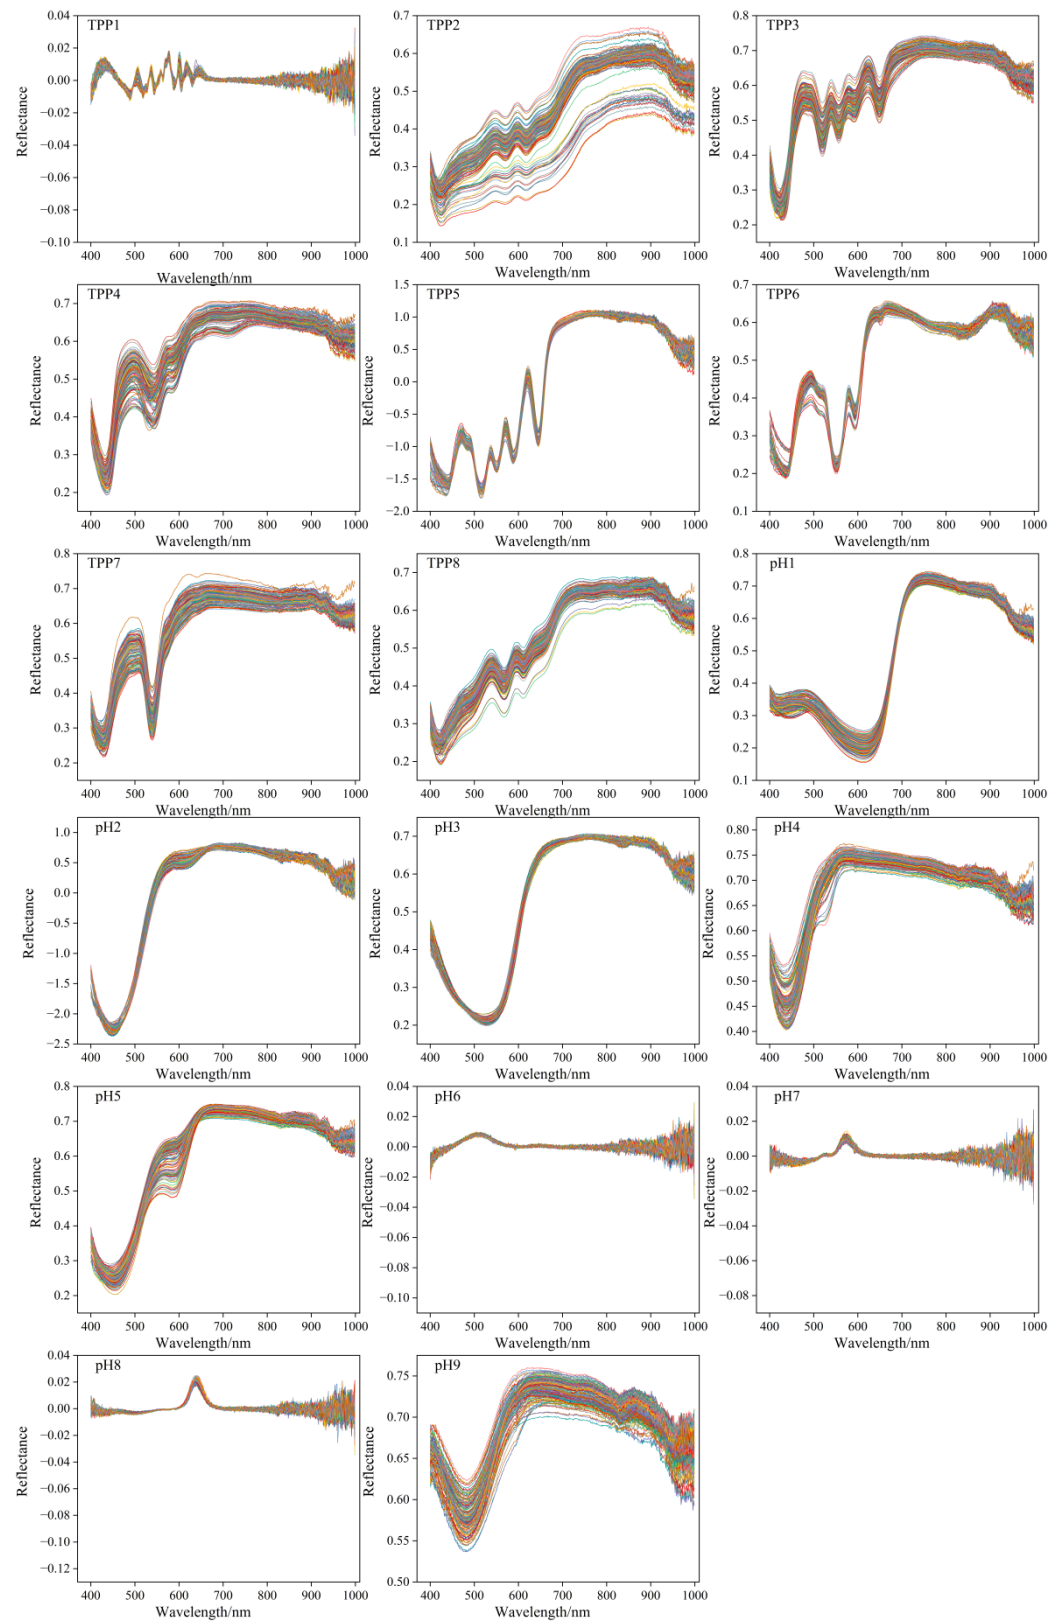 TPP1
0.04
0.02
0.00
−0.02
−0.04
−0.06
−0.08
−0.10
Reflectance
400 500 600 700 800 900 1000
Wavelength/nm
TPP2
0.7
0.6
0.5
0.4
0.3
0.2
0.1
Reflectance
400 500 600 700 800 900 1000
Wavelength/nm
TPP3
0.8
0.7
0.6
0.5
0.4
0.3
0.2
Reflectance
400 500 600 700 800 900 1000
Wavelength/nm
TPP4
0.7
0.6
0.5
0.4
0.3
0.2
Reflectance
400 500 600 700 800 900 1000
Wavelength/nm
TPP5
1.5
1.0
0.5
0.0
−0.5
−1.0
−1.5
−2.0
Reflectance
400 500 600 700 800 900 1000
Wavelength/nm
TPP6
0.7
0.6
0.5
0.4
0.3
0.2
0.1
Reflectance
400 500 600 700 800 900 1000
Wavelength/nm
TPP7
0.8
0.7
0.6
0.5
0.4
0.3
0.2
Reflectance
400 500 600 700 800 900 1000
Wavelength/nm
TPP8
0.8
0.7
0.6
0.5
0.4
0.3
0.2
Reflectance
400 500 600 700 800 900 1000
Wavelength/nm
pH1
0.8
0.7
0.6
0.5
0.4
0.3
0.2
0.1
Reflectance
400 500 600 700 800 900 1000
Wavelength/nm
pH2
1.0
0.5
0.0
−0.5
−1.0
−1.5
−2.0
−2.5
Reflectance
400 500 600 700 800 900 1000
Wavelength/nm
pH3
0.7
0.6
0.5
0.4
0.3
0.2
Reflectance
400 500 600 700 800 900 1000
Wavelength/nm
pH4
0.80
0.75
0.70
0.65
0.60
0.55
0.50
0.45
0.40
Reflectance
400 500 600 700 800 900 1000
Wavelength/nm
pH5
0.8
0.7
0.6
0.5
0.4
0.3
0.2
Reflectance
400 500 600 700 800 900 1000
Wavelength/nm
pH6
0.04
0.02
0.00
−0.02
−0.04
−0.06
−0.08
−0.10
Reflectance
400 500 600 700 800 900 1000
Wavelength/nm
pH7
0.04
0.02
0.00
−0.02
−0.04
−0.06
−0.08
Reflectance
400 500 600 700 800 900 1000
Wavelength/nm
pH8
0.04
0.02
0.00
−0.02
−0.04
−0.06
−0.08
−0.10
−0.12
Reflectance
400 500 600 700 800 900 1000
Wavelength/nm
pH9
0.75
0.70
0.65
0.60
0.55
0.50
Reflectance
400 500 600 700 800 900 1000
Wavelength/nm